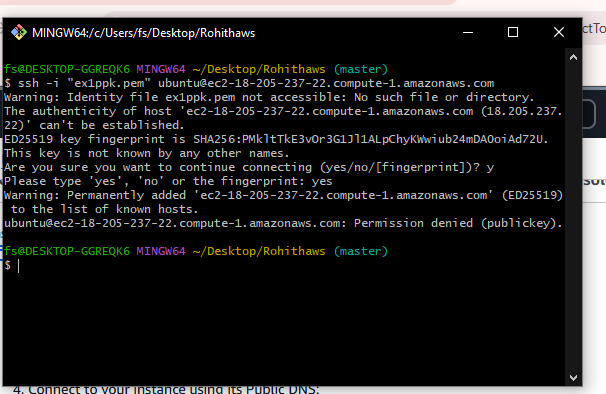 ctTo
MINGW64:/c/Users/fs/Desktop/Rohithaws
fs@DESKTOP-GGREQK6 MINGW64 ~/Desktop/Rohithaws (master)
$ ssh -i "ex1ppk.pem" ubuntu@ec2-18-205-237-22.compute-1.amazonaws.com
Warning: Identity file ex1ppk.pem not accessible: No such file or directory.
The authenticity of host 'ec2-18-205-237-22.compute-1.amazonaws.com (18.205.237.
22)' can't be established.
ED25519 key fingerprint is SHA256:PMkltTkE3vOr3G1Jl1ALpChyKWwiub24mDAOoiAd72U.
This key is not known by any other names.
Are you sure you want to continue connecting (yes/no/[fingerprint])? y
Please type 'yes', 'no' or the fingerprint: yes
Warning: Permanently added 'ec2-18-205-237-22.compute-1.amazonaws.com' (ED25519)
 to the list of known hosts.
ubuntu@ec2-18-205-237-22.compute-1.amazonaws.com: Permission denied (publickey).
fs@DESKTOP-GGREQK6 MINGW64 ~/Desktop/Rohithaws (master)
$
4. Connect to your instance using its Public DNS: